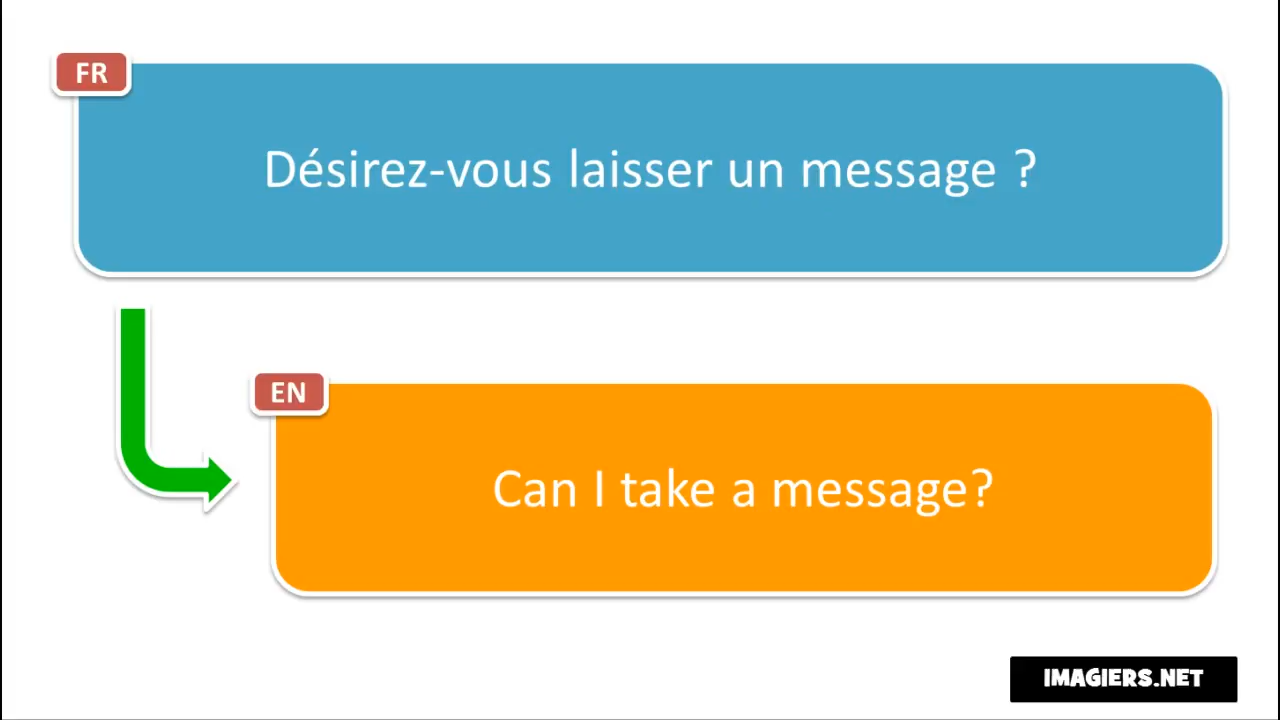 FR
Désirez-vous laisser un message ?
EN
Can I take a message?
IMAGIERS.NET